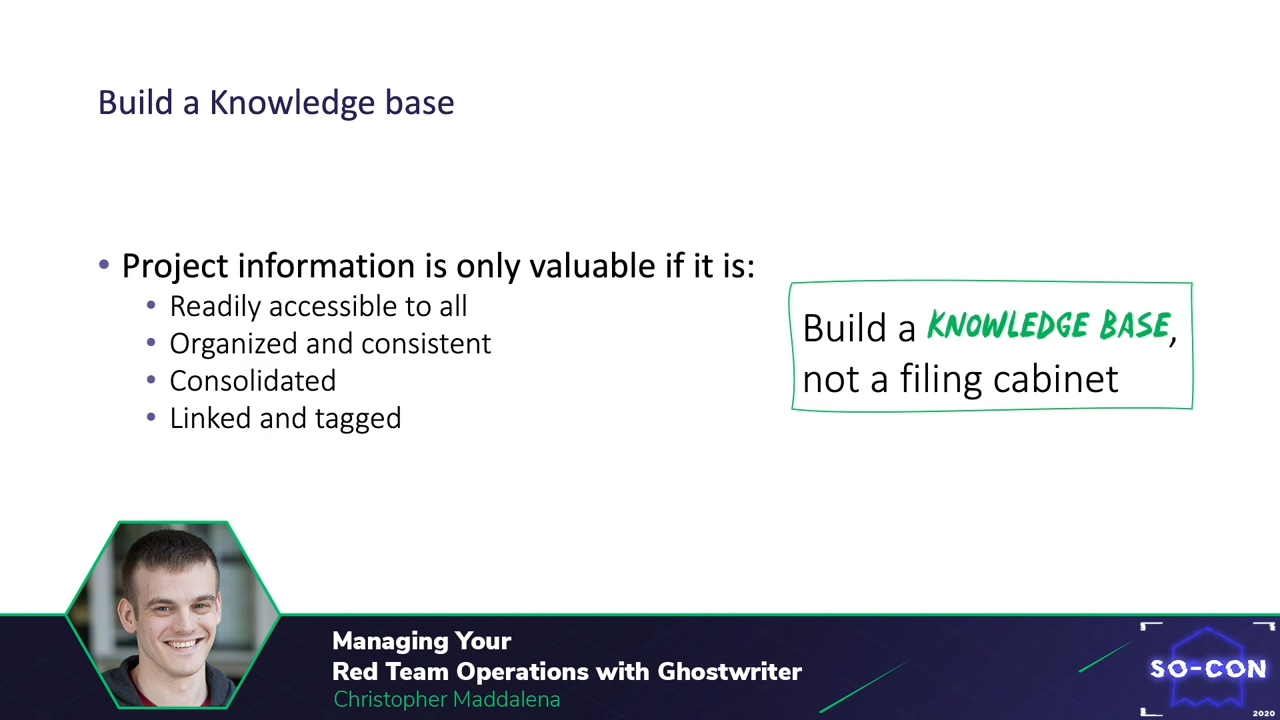 Build a Knowledge base
• Project information is only valuable if it is:
• Readily accessible to all
• Organized and consistent
• Consolidated
• Linked and tagged
Build a KNOWLEDGE BASE,
not a filing cabinet
Managing Your
Red Team Operations with Ghostwriter
Christopher Maddalena
SO-CON
2020